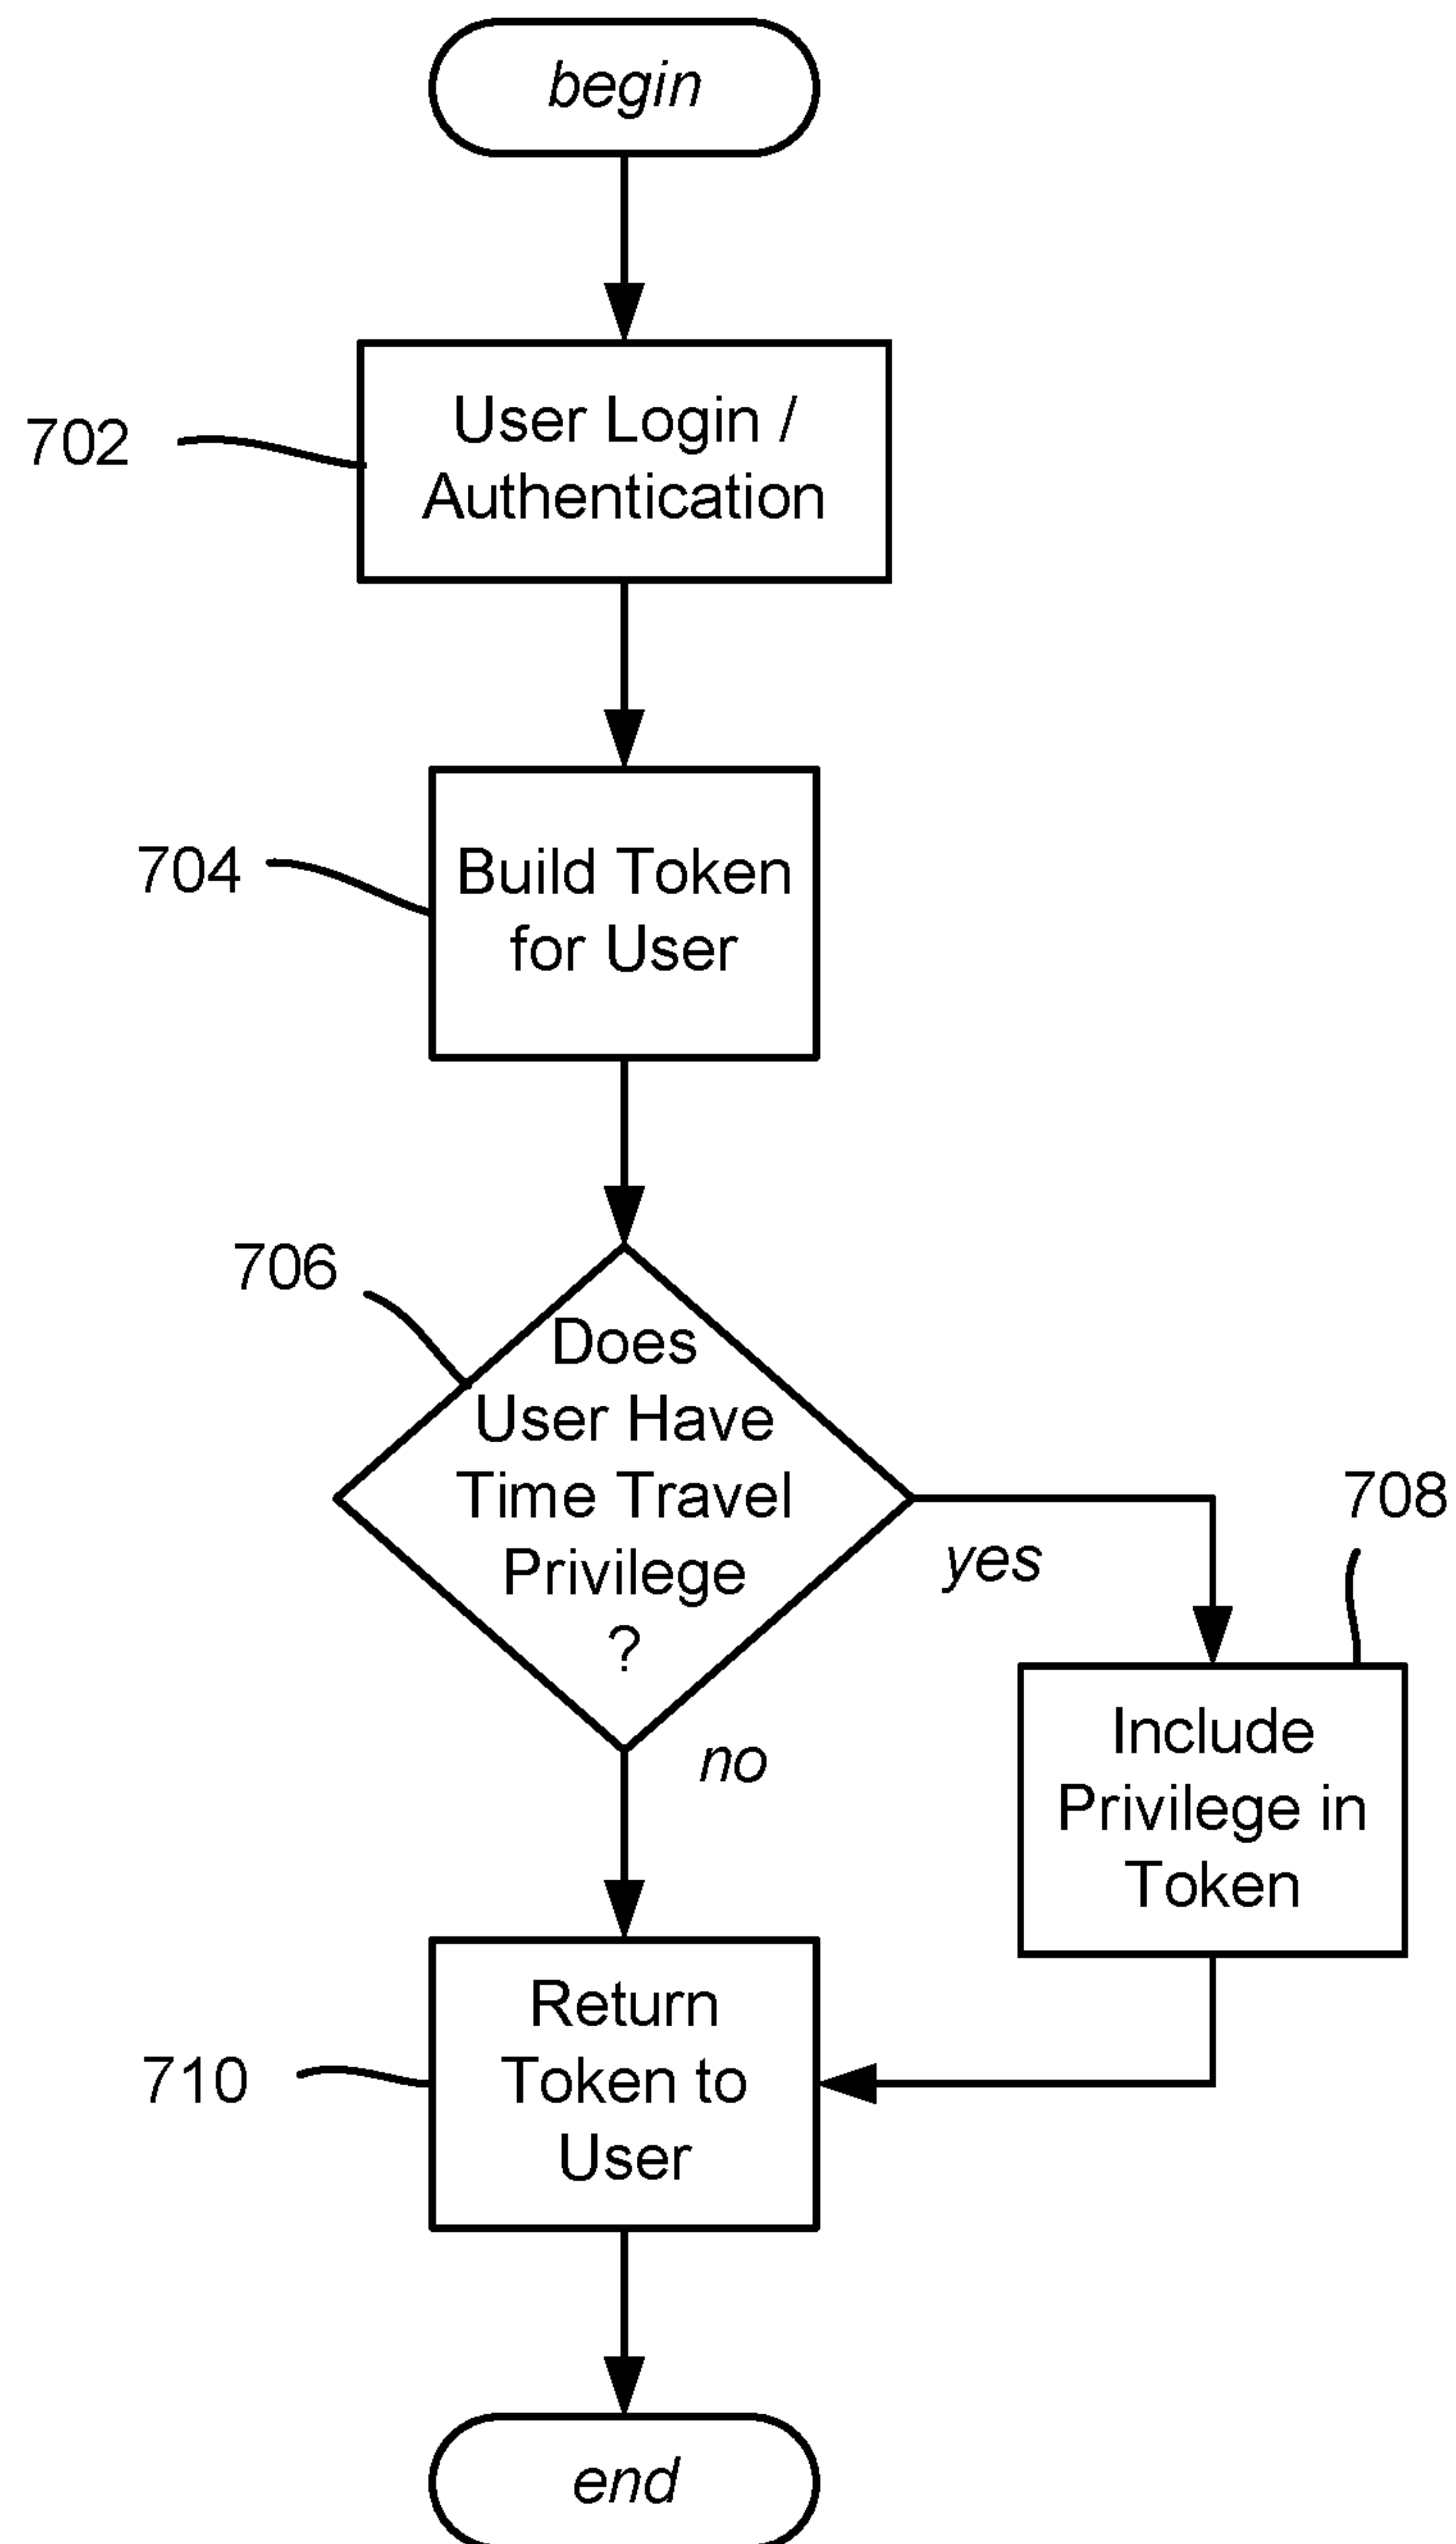 begin
702
User Login /
Authentication
704
Build Token
for User
706
Does
User Have
Time Travel
Privilege
?
yes
708
no
Include
Privilege in
Token
710
Return
Token to
User
end